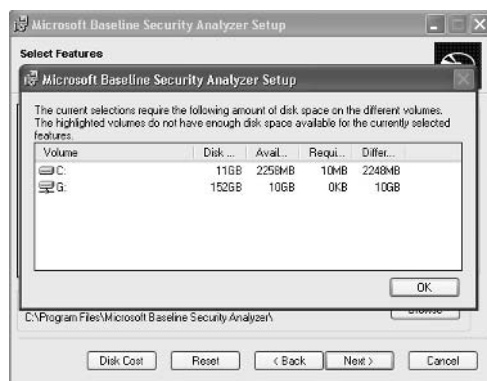 Microsoft Baseline Security Analyzer Setup
Select Features
Microsoft Baseline Security Analyzer Setup
The current selections require the following amount of disk space on the different volumes.
The highlighted volumes do not have enough disk space available for the currently selected
features.
Volume Disk ... Avail... Requi... Differ...
C: 11GB 2258MB 10MB 2248MB
G: 152GB 10GB 0KB 10GB
OK
C:\Program Files\Microsoft Baseline Security Analyzer\
Disk Cost Reset < Back Next > Cancel